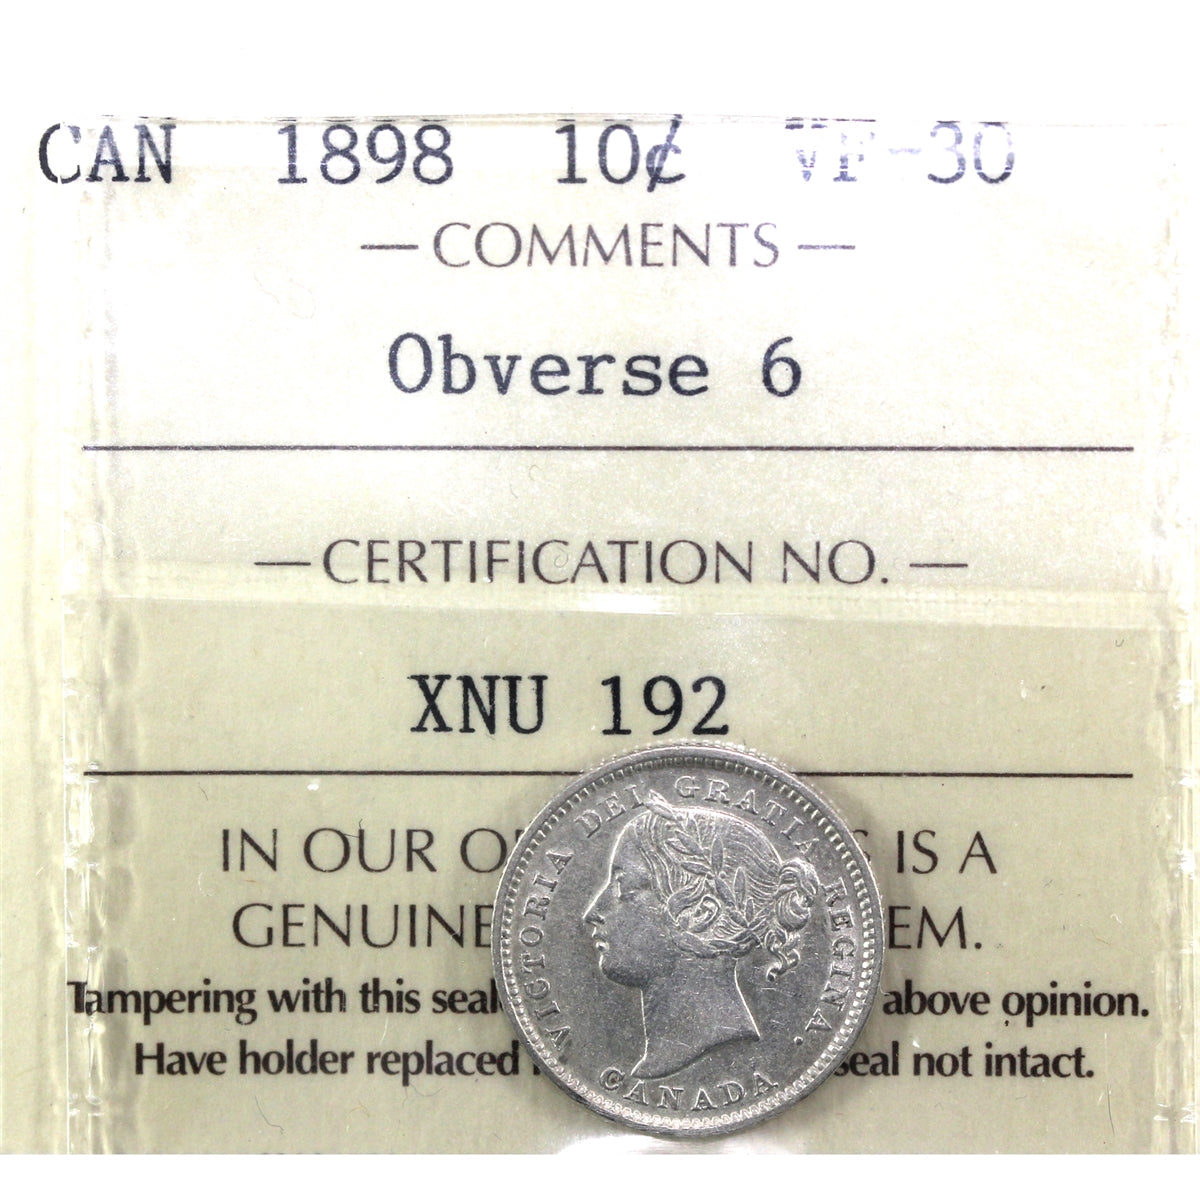 CAN 1898 10¢ VF-30
— COMMENTS —
Obverse 6
— CERTIFICATION NO. —
XNU 192
IN OUR O S IS A
GENUINE EM.
Tampering with this seal above opinion.
Have holder replaced seal not intact.
VICTORIA DEI GRATIA REGINA.
CANADA